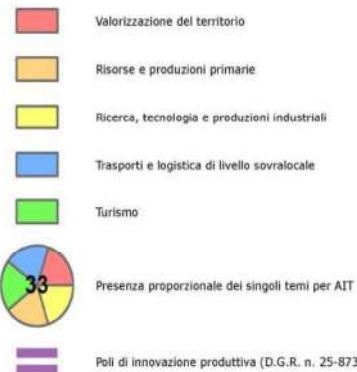 Valorizzazione del territorio
Risorse e produzioni primarie
Ricerca, tecnologia e produzioni industriali
Trasporti e logistica di livello sovralocale
Turismo
33 Presenza proporzionale dei singoli temi per AIT
Poli di innovazione produttiva (D.G.R. n. 25-873